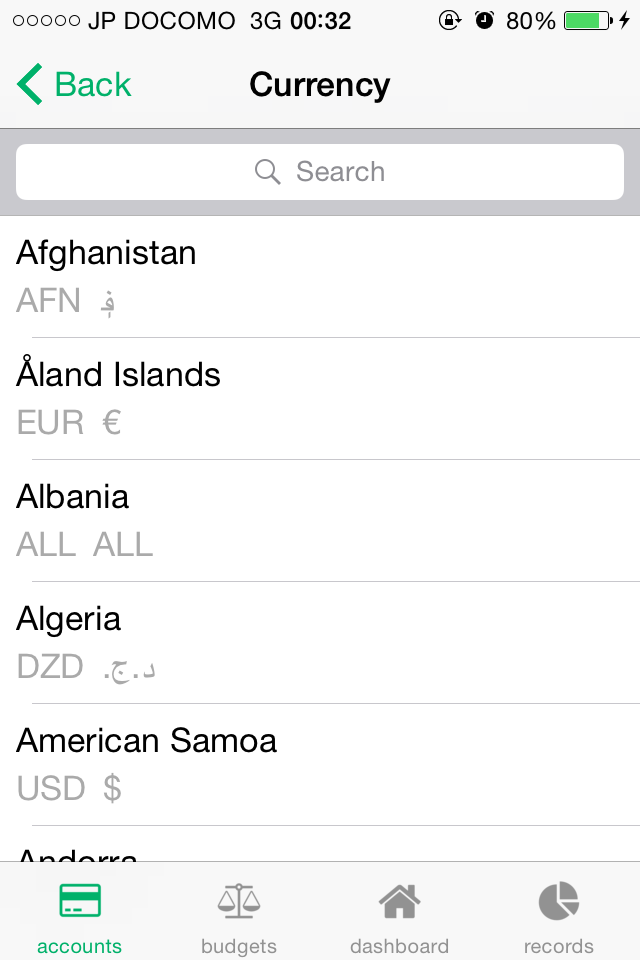 JP DOCOMO 3G 00:32 80%
Back Currency
Search
Afghanistan
AFN ؋
Åland Islands
EUR €
Albania
ALL ALL
Algeria
DZD د.ج.
American Samoa
USD $
Andorra
accounts budgets dashboard records